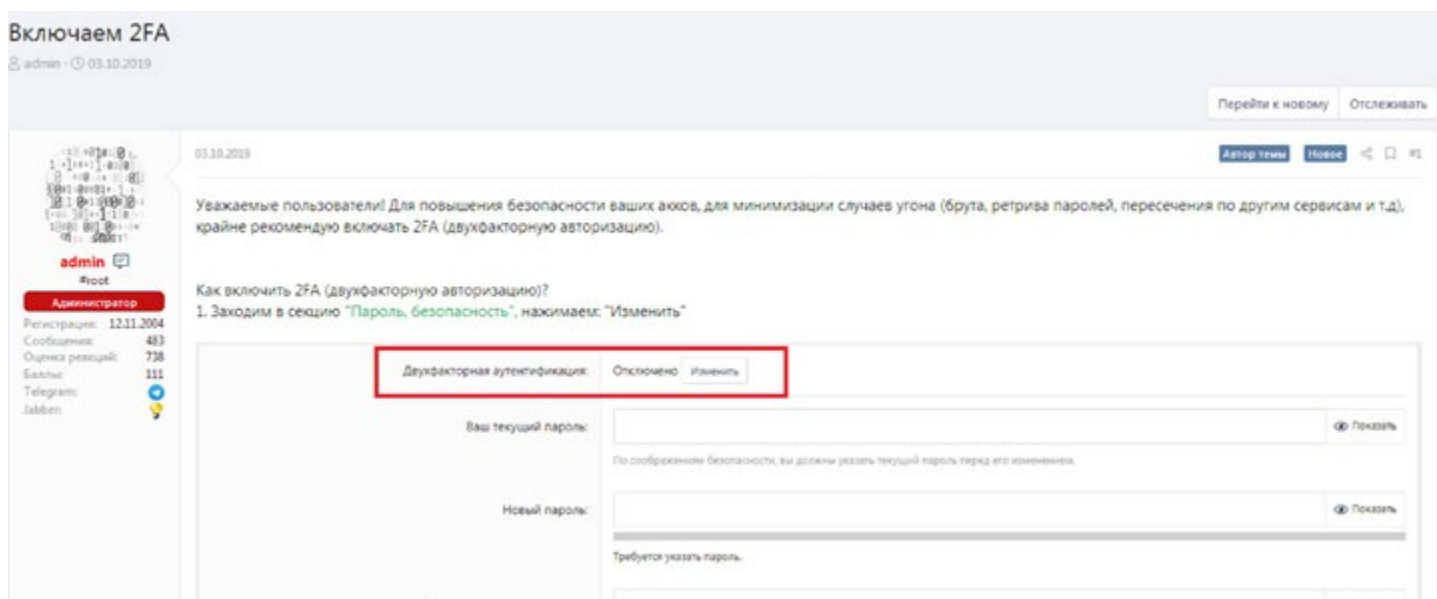 Включаем 2FA
admin - 03.10.2019
Перейти к новому Отслеживать
03.10.2019
Автор темы Новое #1
Уважаемые пользователи! Для повышения безопасности ваших акков, для минимизации случаев угона (брута, ретрива паролей, пересечения по другим сервисам и т.д),
крайне рекомендую включать 2FA (двухфакторную авторизацию).
admin
#root
Администратор
Регистрация: 12.11.2004
Сообщения: 483
Оценка реакций: 738
Баллы: 111
Telegram:
Jabber:
Как включить 2FA (двухфакторную авторизацию)?
1. Заходим в секцию "Пароль, безопасность", нажимаем: "Изменить"
Двухфакторная аутентификация: Отключено Изменить
Ваш текущий пароль: Показать
По соображениям безопасности, вы должны указать текущий пароль перед его изменением.
Новый пароль: Показать
Требуется указать пароль.